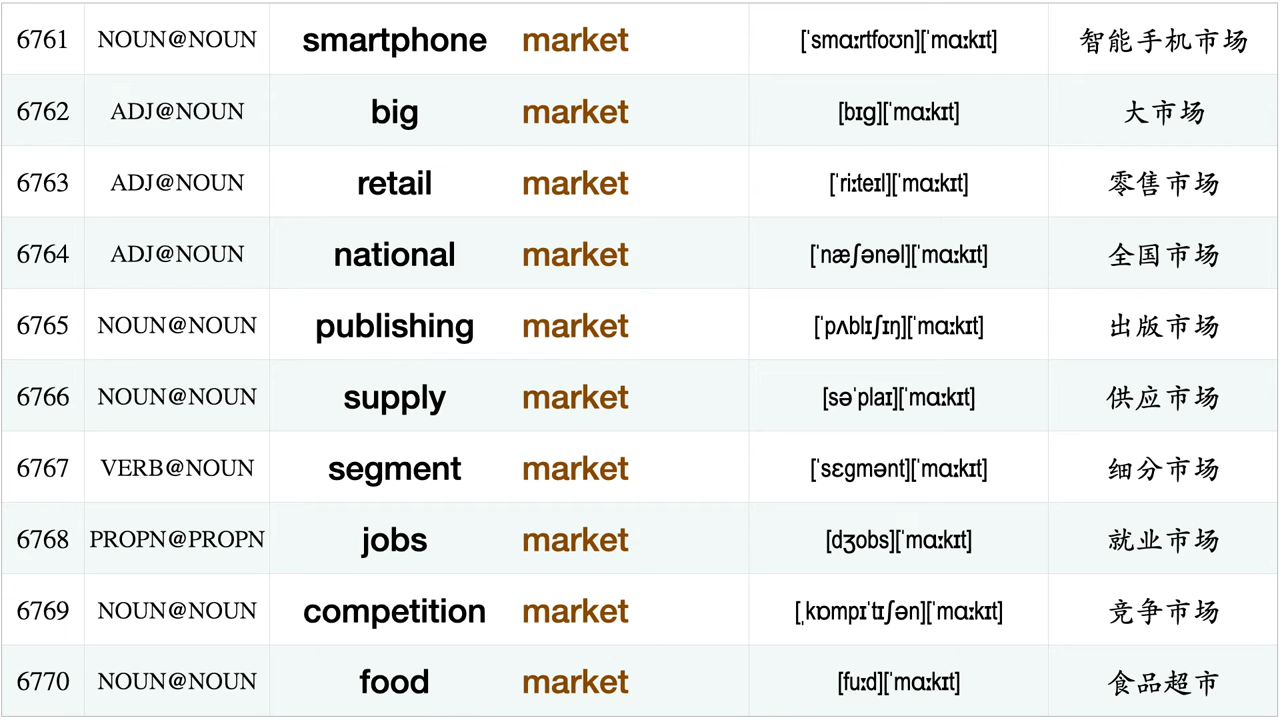 6761 NOUN@NOUN smartphone market [ˈsmɑːrtfoʊn][ˈmɑːkɪt] 智能手机市场
6762 ADJ@NOUN big market [bɪɡ][ˈmɑːkɪt] 大市场
6763 ADJ@NOUN retail market [ˈriːteɪl][ˈmɑːkɪt] 零售市场
6764 ADJ@NOUN national market [ˈnæʃənəl][ˈmɑːkɪt] 全国市场
6765 NOUN@NOUN publishing market [ˈpʌblɪʃɪŋ][ˈmɑːkɪt] 出版市场
6766 NOUN@NOUN supply market [səˈplaɪ][ˈmɑːkɪt] 供应市场
6767 VERB@NOUN segment market [ˈsɛɡmənt][ˈmɑːkɪt] 细分市场
6768 PROPN@PROPN jobs market [dʒobs][ˈmɑːkɪt] 就业市场
6769 NOUN@NOUN competition market [ˌkɒmpɪˈtɪʃən][ˈmɑːkɪt] 竞争市场
6770 NOUN@NOUN food market [fuːd][ˈmɑːkɪt] 食品超市